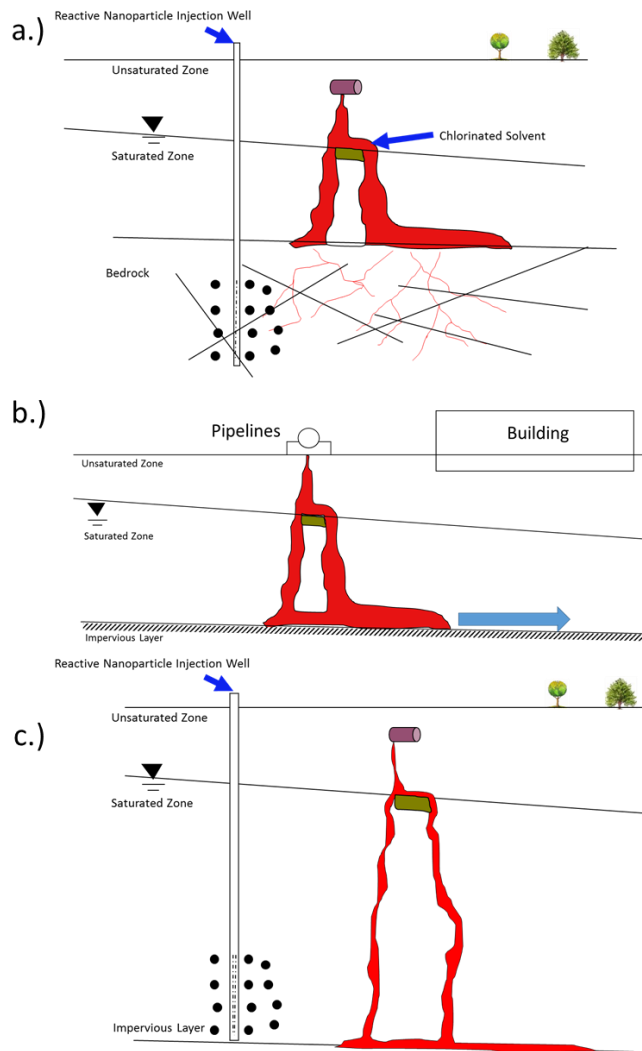 a.)
Reactive Nanoparticle Injection Well
Unsaturated Zone
Chlorinated Solvent
Saturated Zone
Bedrock
b.)
Pipelines
Building
Unsaturated Zone
Saturated Zone
Impervious Layer
Reactive Nanoparticle Injection Well
Unsaturated Zone
c.)
Saturated Zone
Impervious Layer